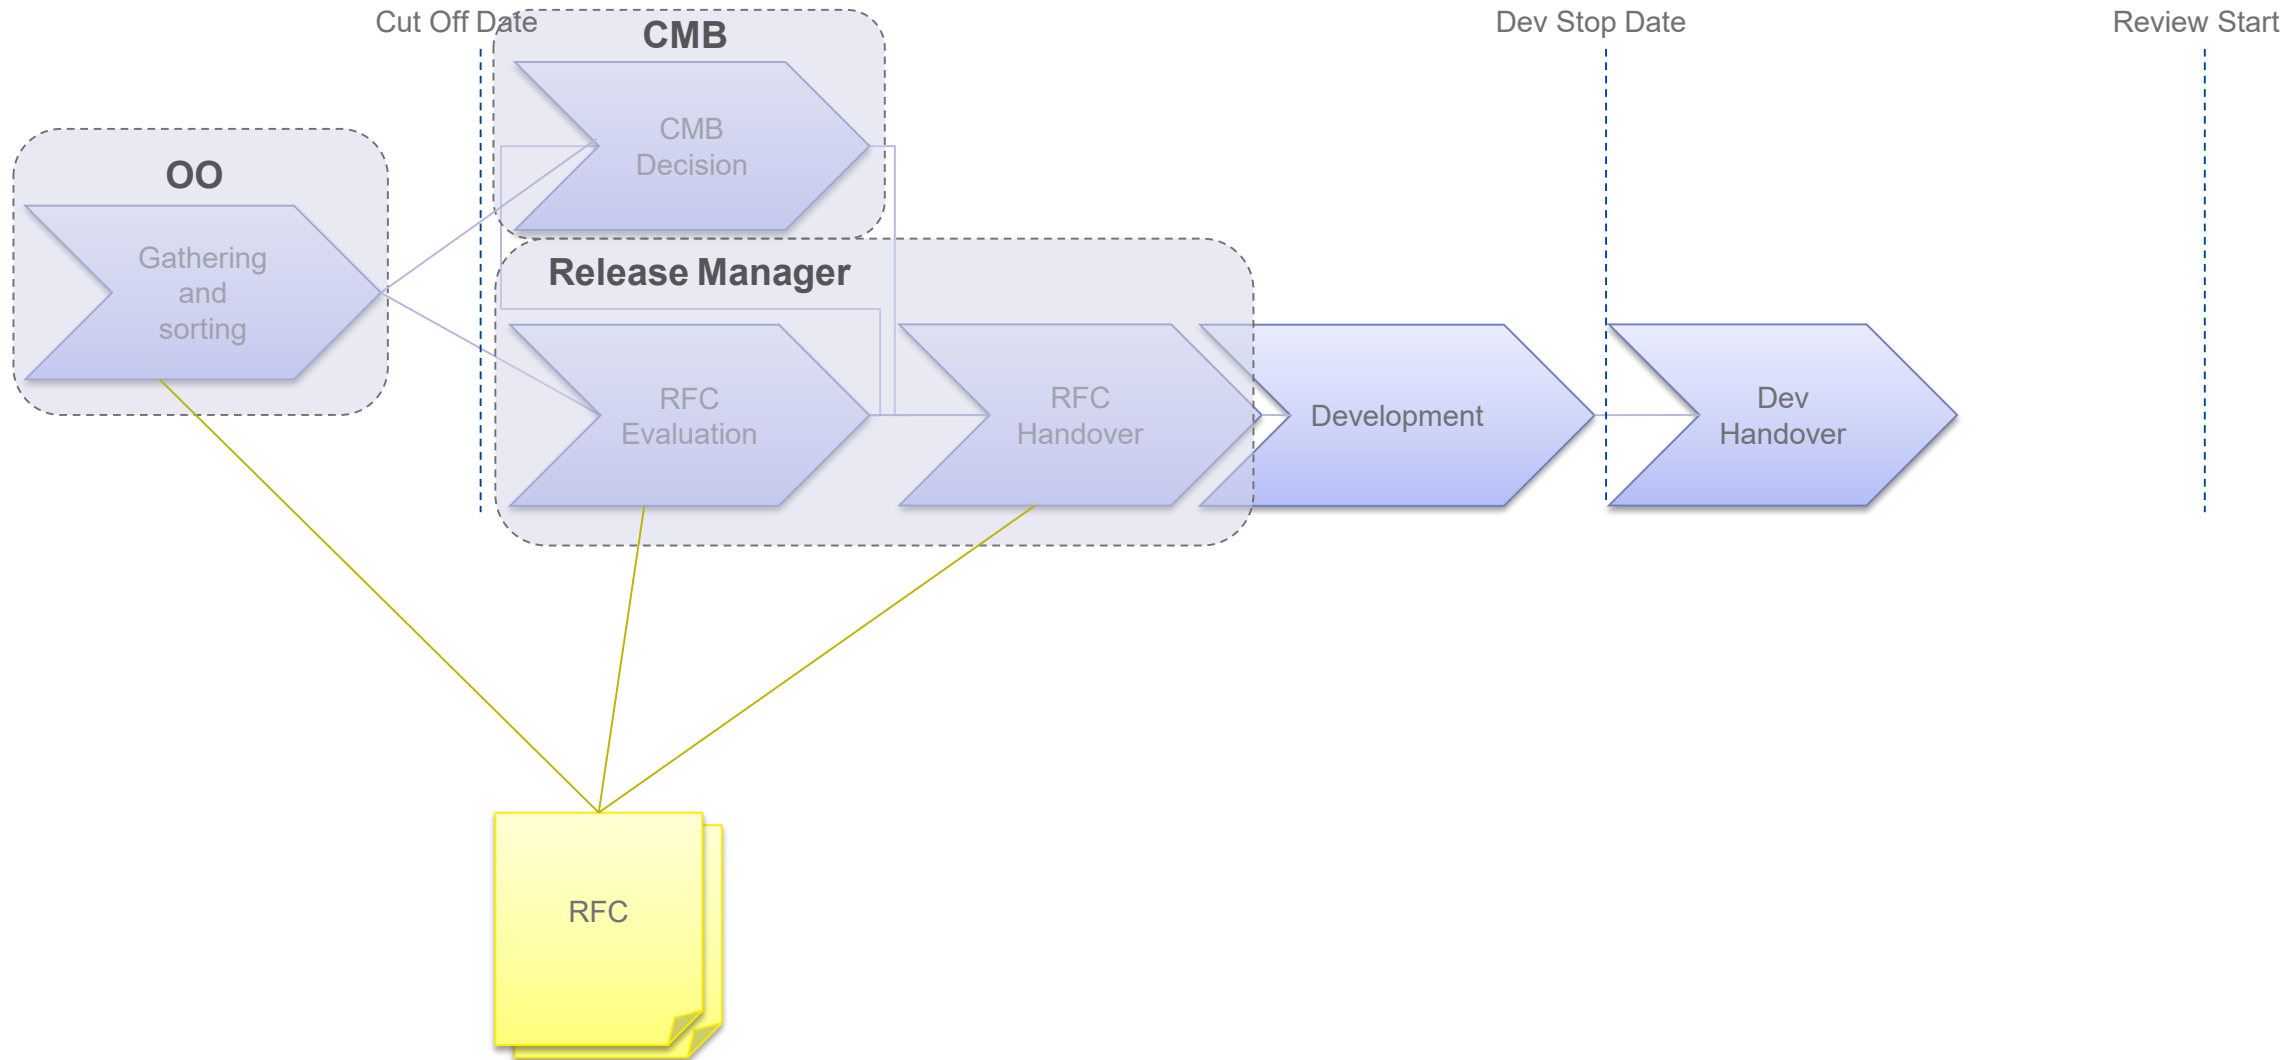 Cut Off Date
Dev Stop Date
Review Start
CMB
CMB
Decision
OO
Gathering
and
sorting
Release Manager
RFC
Evaluation
RFC
Handover
Development
Dev
Handover
RFC